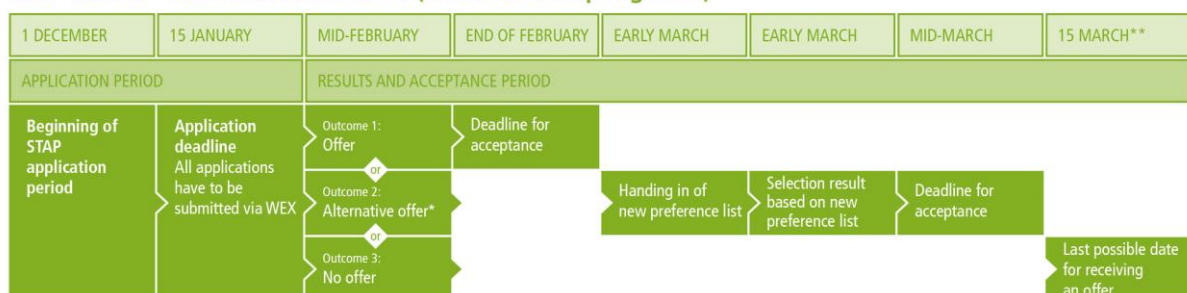 1 DECEMBER
15 JANUARY
MID-FEBRUARY
END OF FEBRUARY
EARLY MARCH
EARLY MARCH
MID-MARCH
15 MARCH**
APPLICATION PERIOD
RESULTS AND ACCEPTANCE PERIOD
Beginning of
STAP
application
period
Application
deadline
All applications
have to be
submitted via WEX
Outcome 1:
Offer
or
Outcome 2:
Alternative offer*
or
Outcome 3:
No offer
Deadline for
acceptance
Handing in of
new preference list
Selection result
based on new
preference list
Deadline for
acceptance
Last possible date
for receiving
an offer